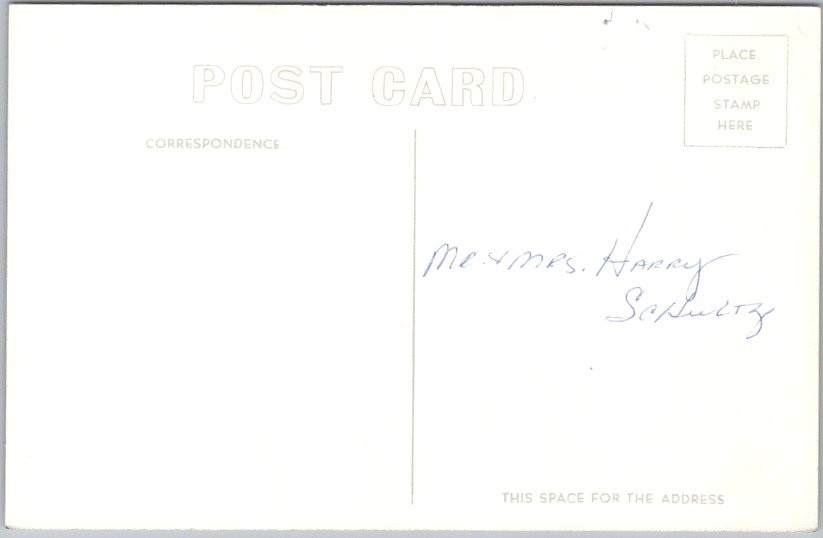 POST CARD
PLACE
POSTAGE
STAMP
HERE
CORRESPONDENCE
Mr. & Mrs. Harry
Schultz
THIS SPACE FOR THE ADDRESS